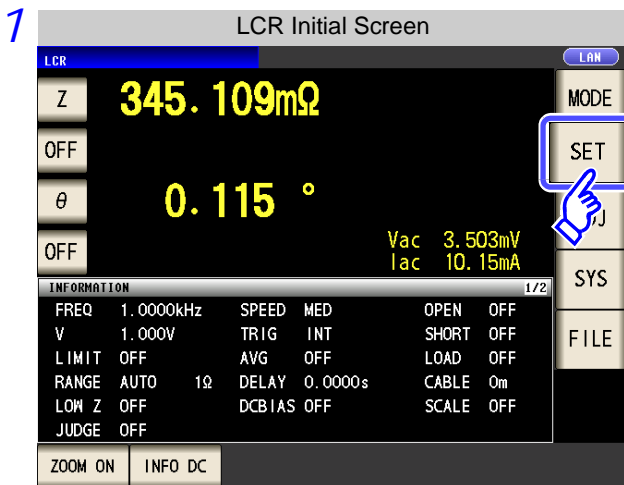 1
LCR Initial Screen
LCR
LAN
Z 345.109mΩ
MODE
OFF
SET
θ 0.115 °
OFF
Vac 3.503mV
Iac 10.15mA
SYS
INFORMATION 1/2
FREQ 1.0000kHz SPEED MED OPEN OFF
V 1.000V TRIG INT SHORT OFF
FILE
LIMIT OFF AVG OFF LOAD OFF
RANGE AUTO 1Ω DELAY 0.0000s CABLE 0m
LOW Z OFF DCBIAS OFF SCALE OFF
JUDGE OFF
ZOOM ON INFO DC